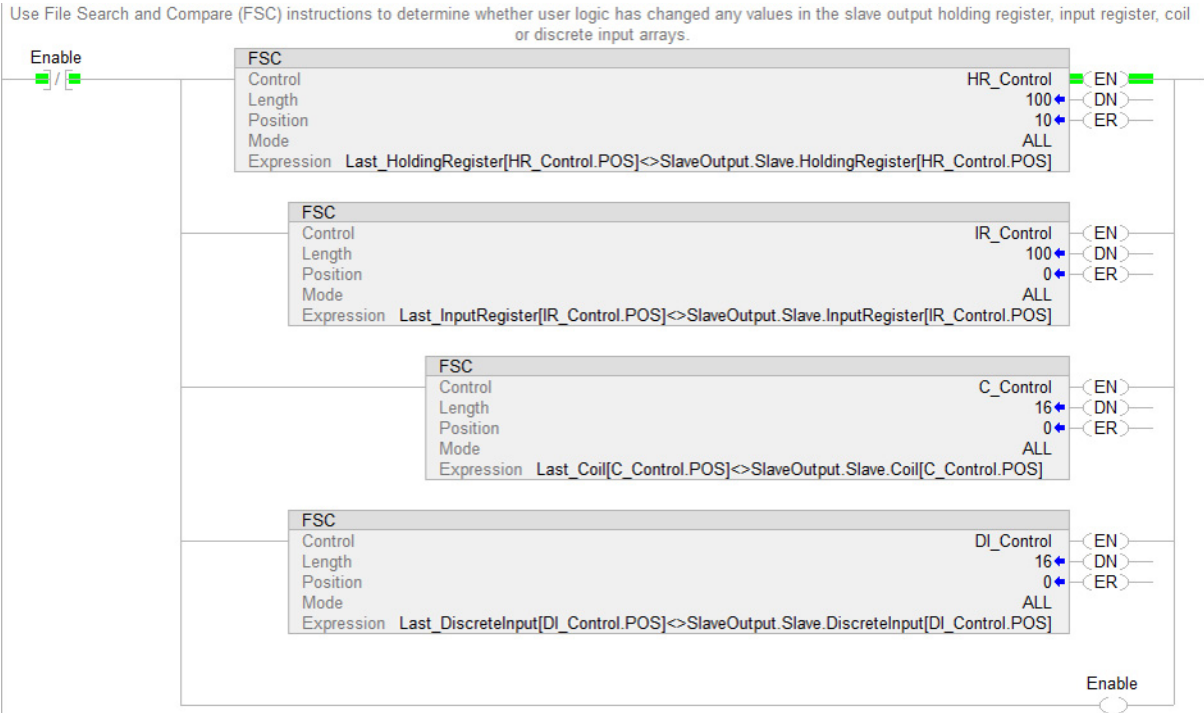 Use File Search and Compare (FSC) instructions to determine whether user logic has changed any values in the slave output holding register, input register, coil
or discrete input arrays.
Enable
/
FSC
Control HR_Control EN
Length 100 DN
Position 10 ER
Mode ALL
Expression Last_HoldingRegister[HR_Control.POS]<>SlaveOutput.Slave.HoldingRegister[HR_Control.POS]
FSC
Control IR_Control EN
Length 100 DN
Position 0 ER
Mode ALL
Expression Last_InputRegister[IR_Control.POS]<>SlaveOutput.Slave.InputRegister[IR_Control.POS]
FSC
Control C_Control EN
Length 16 DN
Position 0 ER
Mode ALL
Expression Last_Coil[C_Control.POS]<>SlaveOutput.Slave.Coil[C_Control.POS]
FSC
Control DI_Control EN
Length 16 DN
Position 0 ER
Mode ALL
Expression Last_DiscreteInput[DI_Control.POS]<>SlaveOutput.Slave.DiscreteInput[DI_Control.POS]
Enable